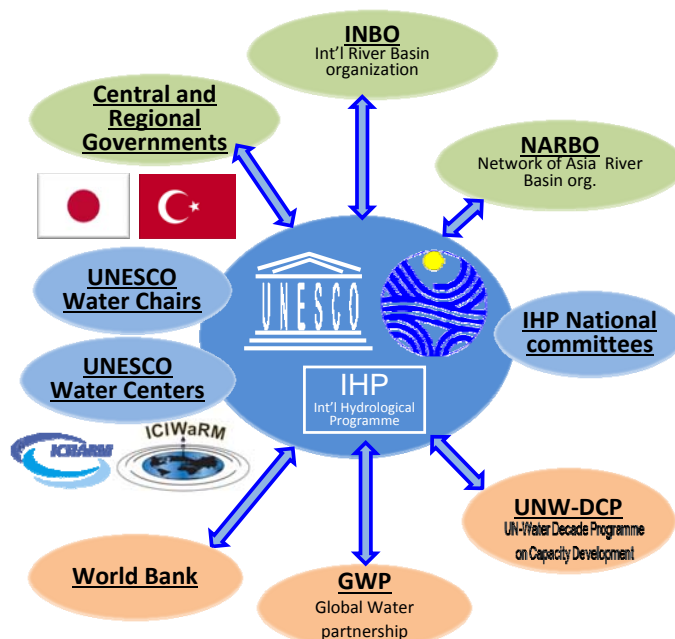 INBO
Int'l River Basin
organization
Central and
Regional
Governments
NARBO
Network of Asia River
Basin org.
UNESCO
Water Chairs
UNESCO
IHP National
committees
UNESCO
Water Centers
IHP
Int'l Hydrological
Programme
ICHARM
ICIWaRM
UNW-DCP
UN-Water Decade Programme
on Capacity Development
World Bank
GWP
Global Water
partnership